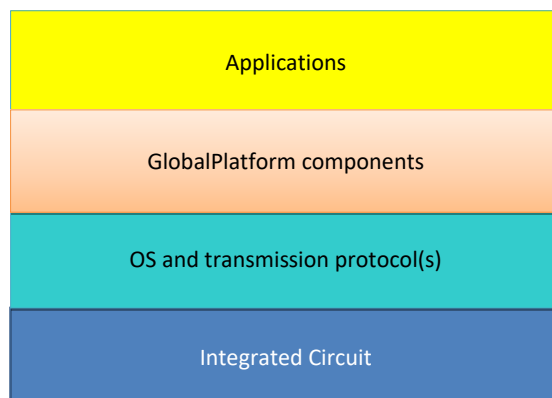 Applications
GlobalPlatform components
OS and transmission protocol(s)
Integrated Circuit